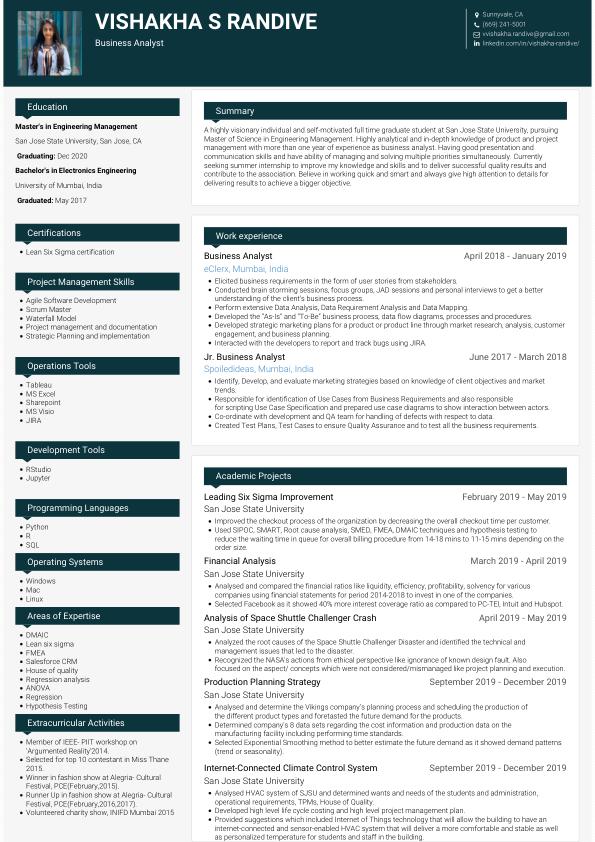 VISHAKHA S RANDIVE
Business Analyst
Sunnyvale, CA
(669) 241-5001
vvishakha.randive@gmail.com
linkedin.com/in/vishakha-randive/
Education
Master's in Engineering Management
San Jose State University, San Jose, CA
Graduating: Dec 2020
Bachelor's in Electronics Engineering
University of Mumbai, India
Graduated: May 2017
Certifications
Lean Six Sigma certification
Project Management Skills
Agile Software Development
Scrum Master
Waterfall Model
Project management and documentation
Strategic Planning and implementation
Operations Tools
Tableau
MS Excel
Sharepoint
MS Visio
JIRA
Development Tools
RStudio
Jupyter
Programming Languages
Python
R
SQL
Operating Systems
Windows
Mac
Linux
Areas of Expertise
DMAIC
Lean six sigma
FMEA
Salesforce CRM
House of quality
Regression analysis
ANOVA
Regression
Hypothesis Testing
Extracurricular Activities
Member of IEEE- PIIT workshop on
'Argumented Reality'2014.
Selected for top 10 contestant in Miss Thane
2015.
Winner in fashion show at Alegria- Cultural
Festival, PCE(February,2015).
Runner Up in fashion show at Alegria- Cultural
Festival, PCE(February,2016,2017).
Volunteered charity show, INIFD Mumbai 2015
Summary
A highly visionary individual and self-motivated full time graduate student at San Jose State University, pursuing
Master of Science in Engineering Management. Highly analytical and in-depth knowledge of product and project
management with more than one year of experience as business analyst. Having good presentation and
communication skills and have ability of managing and solving multiple priorities simultaneously. Currently
seeking summer internship to improve my knowledge and skills and to deliver successful quality results and
contribute to the association. Believe in working quick and smart and always give high attention to details for
delivering results to achieve a bigger objective.
Work experience
Business Analyst April 2018 - January 2019
eClerx, Mumbai, India
Elicited business requirements in the form of user stories from stakeholders.
Conducted brain storming sessions, focus groups, JAD sessions and personal interviews to get a better
understanding of the client's business process.
Perform extensive Data Analysis, Data Requirement Analysis and Data Mapping.
Developed the "As-Is" and "To-Be" business process, data flow diagrams, processes and procedures.
Developed strategic marketing plans for a product or product line through market research, analysis, customer
engagement, and business planning.
Interacted with the developers to report and track bugs using JIRA.
Jr. Business Analyst June 2017 - March 2018
Spoiledideas, Mumbai, India
Identify, Develop, and evaluate marketing strategies based on knowledge of client objectives and market
trends.
Responsible for identification of Use Cases from Business Requirements and also responsible
for scripting Use Case Specification and prepared use case diagrams to show interaction between actors.
Co-ordinate with development and QA team for handling of defects with respect to data.
Created Test Plans, Test Cases to ensure Quality Assurance and to test all the business requirements.
Academic Projects
Leading Six Sigma Improvement February 2019 - May 2019
San Jose State University
Improved the checkout process of the organization by decreasing the overall checkout time per customer.
Used SIPOC, SMART, Root cause analysis, SMED, FMEA, DMAIC techniques and hypothesis testing to
reduce the waiting time in queue for overall billing procedure from 14-18 mins to 11-15 mins depending on the
order size.
Financial Analysis March 2019 - April 2019
San Jose State University
Analysed and compared the financial ratios like liquidity, efficiency, profitability, solvency for various
companies using financial statements for period 2014-2018 to invest in one of the companies.
Selected Facebook as it showed 40% more interest coverage ratio as compared to PC-TEl, Intuit and Hubspot.
Analysis of Space Shuttle Challenger Crash April 2019 - May 2019
San Jose State University
Analyzed the root causes of the Space Shuttle Challenger Disaster and identified the technical and
management issues that led to the disaster.
Recognized the NASA's actions from ethical perspective like ignorance of known design fault. Also
focused on the aspect/ concepts which were not considered/mismanaged like project planning and execution.
Production Planning Strategy September 2019 - December 2019
San Jose State University
Analysed and determine the Vikings company's planning process and scheduling the production of
the different product types and foretasted the future demand for the products.
Determined company's 8 data sets regarding the cost information and production data on the
manufacturing facility including performing time standards.
Selected Exponential Smoothing method to better estimate the future demand as it showed demand patterns
(trend or seasonality).
Internet-Connected Climate Control System September 2019 - December 2019
San Jose State University
Analysed HVAC system of SJSU and determined wants and needs of the students and administration,
operational requirements, TPMs, House of Quality.
Developed high level life cycle costing and high level project management plan.
Provided suggestions which included Internet of Things technology that will allow the building to have an
internet-connected and sensor-enabled HVAC system that will deliver a more comfortable and stable as well
as personalized temperature for students and staff in the building.